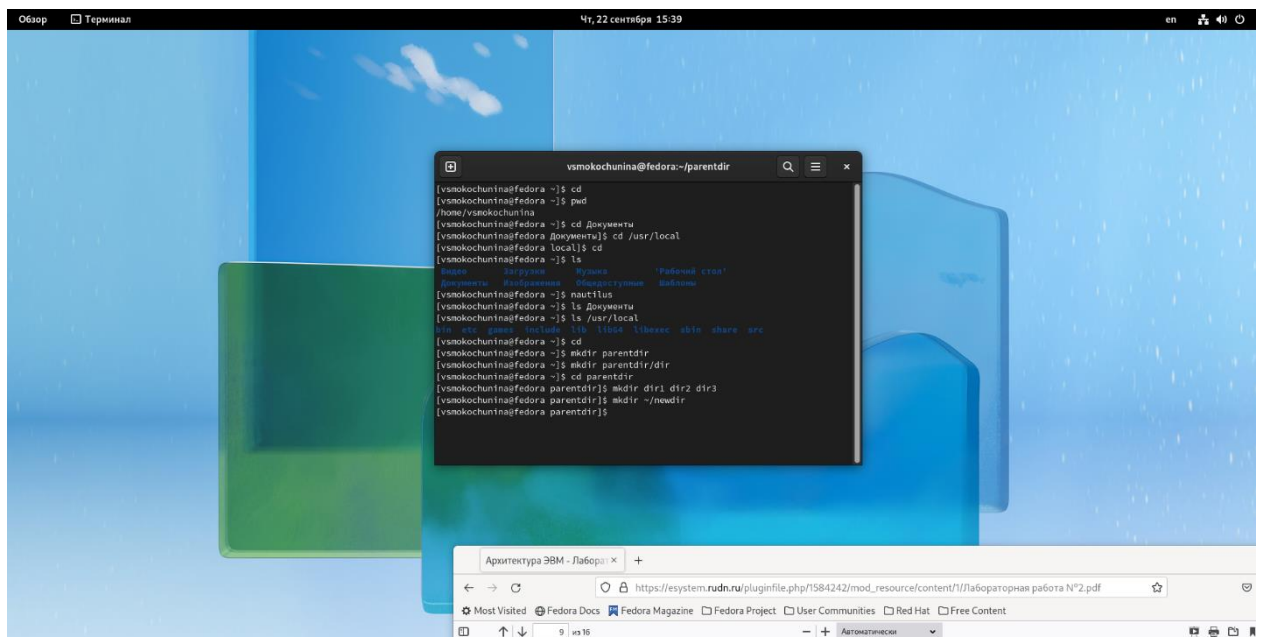 Обзор Терминал Чт, 22 сентября 15:39 en
vsmokochunina@fedora:~/parentdir
[vsmokochunina@fedora ~]$ cd
[vsmokochunina@fedora ~]$ pwd
/home/vsmokochunina
[vsmokochunina@fedora ~]$ cd Документы
[vsmokochunina@fedora Документы]$ cd /usr/local
[vsmokochunina@fedora local]$ cd
[vsmokochunina@fedora ~]$ ls
Видео Загрузки Музыка 'Рабочий стол'
Документы Изображения Общедоступные Шаблоны
[vsmokochunina@fedora ~]$ nautilus
[vsmokochunina@fedora ~]$ ls Документы
[vsmokochunina@fedora ~]$ ls /usr/local
bin etc games include lib lib64 libexec sbin share src
[vsmokochunina@fedora ~]$ cd
[vsmokochunina@fedora ~]$ mkdir parentdir
[vsmokochunina@fedora ~]$ mkdir parentdir/dir
[vsmokochunina@fedora ~]$ cd parentdir
[vsmokochunina@fedora parentdir]$ mkdir dir1 dir2 dir3
[vsmokochunina@fedora parentdir]$ mkdir ~/newdir
[vsmokochunina@fedora parentdir]$
Архитектура ЭВМ - Лаборат
https://esystem.rudn.ru/pluginfile.php/1584242/mod_resource/content/1/Лабораторная работа №2.pdf
Most Visited Fedora Docs Fedora Magazine Fedora Project User Communities Red Hat Free Content
9 из 16 Автоматически